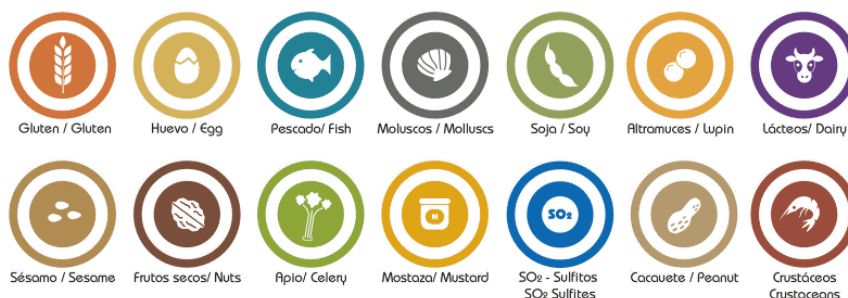 Gluten / Gluten
Huevo / Egg
Pescado/ Fish
Moluscos / Molluscs
Soja / Soy
Altramuces / Lupin
Lácteos/ Dairy
Sésamo / Sesame
Frutos secos/ Nuts
Apio/ Celery
M
Mostaza/ Mustard
SO₂
SO₂ - Sulfitos
SO₂ Sulfites
Cacauete / Peanut
Crustáceos
Crustaceans